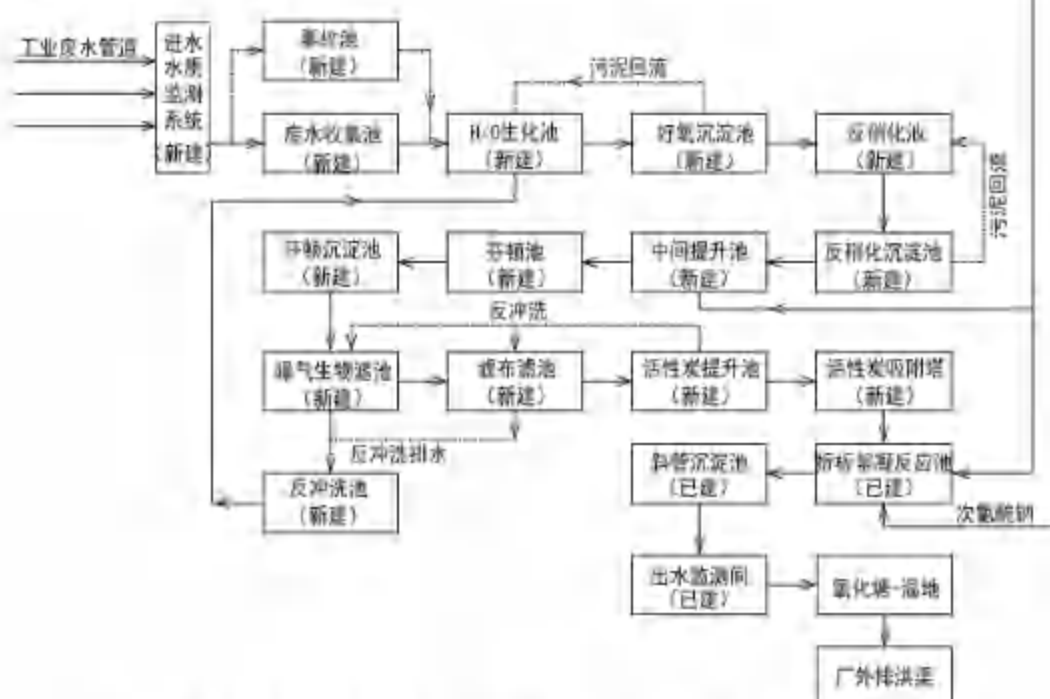 工业废水管道
进水
水质
监测
系统
(新建)
事故池
(新建)
废水收集池
(新建)
污泥回流
H/O生化池
(新建)
好氧沉淀池
(新建)
反硝化池
(新建)
污泥回流
芬顿沉淀池
(新建)
芬顿池
(新建)
中间提升池
(新建)
反硝化沉淀池
(新建)
反冲洗
曝气生物滤池
(新建)
滤布滤池
(新建)
活性炭提升池
(新建)
活性炭吸附塔
(新建)
反冲洗排水
反冲洗池
(新建)
斜管沉淀池
(已建)
折板絮凝反应池
(已建)
次氯酸钠
出水监测间
(已建)
氧化塘-湿地
厂外排洪渠